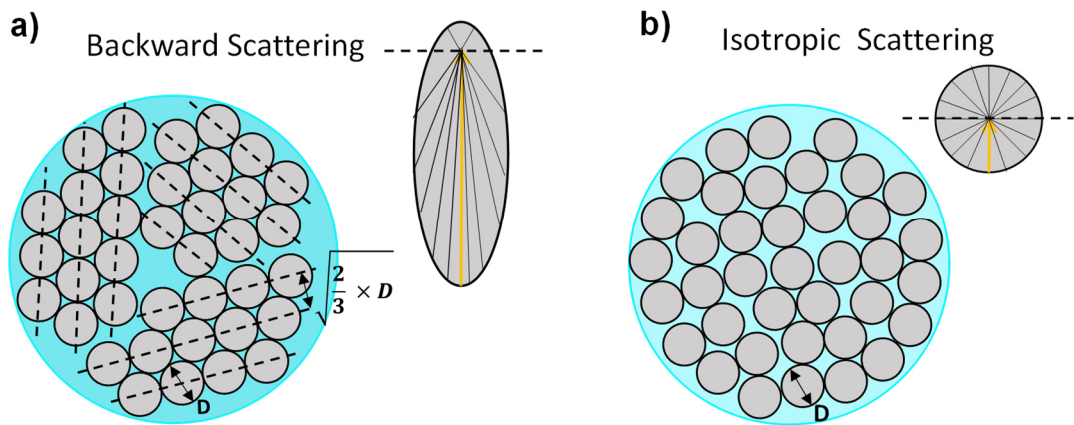 a)
Backward Scattering
√2/3 × D
D
b)
Isotropic Scattering
D